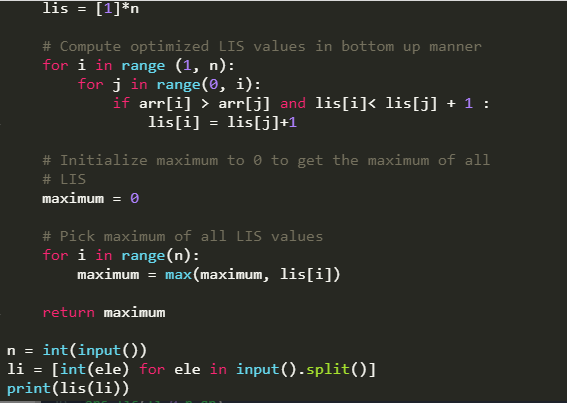 lis = [1]*n
# Compute optimized LIS values in bottom up manner
for i in range (1, n):
for j in range(0, i):
if arr[i] > arr[j] and lis[i]< lis[j] + 1 :
lis[i] = lis[j]+1
# Initialize maximum to 0 to get the maximum of all
# LIS
maximum = 0
# Pick maximum of all LIS values
for i in range(n):
maximum = max(maximum, lis[i])
return maximum
n = int(input())
li = [int(ele) for ele in input().split()]
print(lis(li))